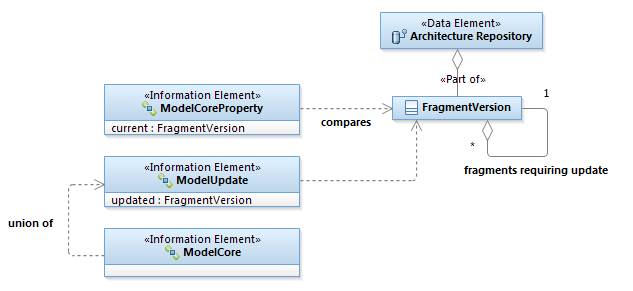 «Data Element»
Architecture Repository
«Part of»
«Information Element»
ModelCoreProperty
current : FragmentVersion
compares
FragmentVersion
1
*
fragments requiring update
«Information Element»
ModelUpdate
updated : FragmentVersion
union of
«Information Element»
ModelCore